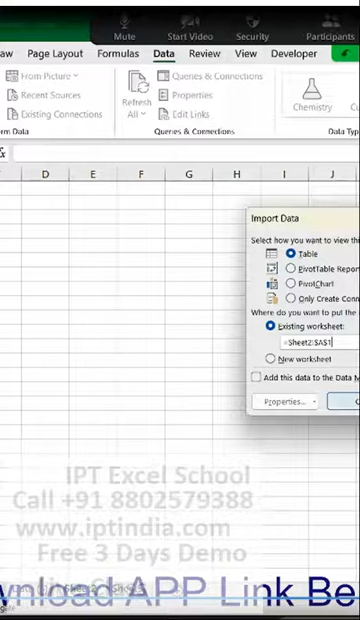 Mute Start Video Security Participants
aw Page Layout Formulas Data Review View Developer
From Picture Queries & Connections
Recent Sources Refresh Properties Chemistry Cu
Existing Connections All Edit Links
rm Data Queries & Connections Data Typ
fx
D E F G H I J
Import Data
Select how you want to view thi
Table
PivotTable Repor
PivotChart
Only Create Conn
Where do you want to put the
Existing worksheet:
=Sheet2!$A$1
New worksheet
Add this data to the Data M
Properties...
IPT Excel School
Call +91 8802579388
www.iptindia.com
Free 3 Days Demo
wnload APP Link Be